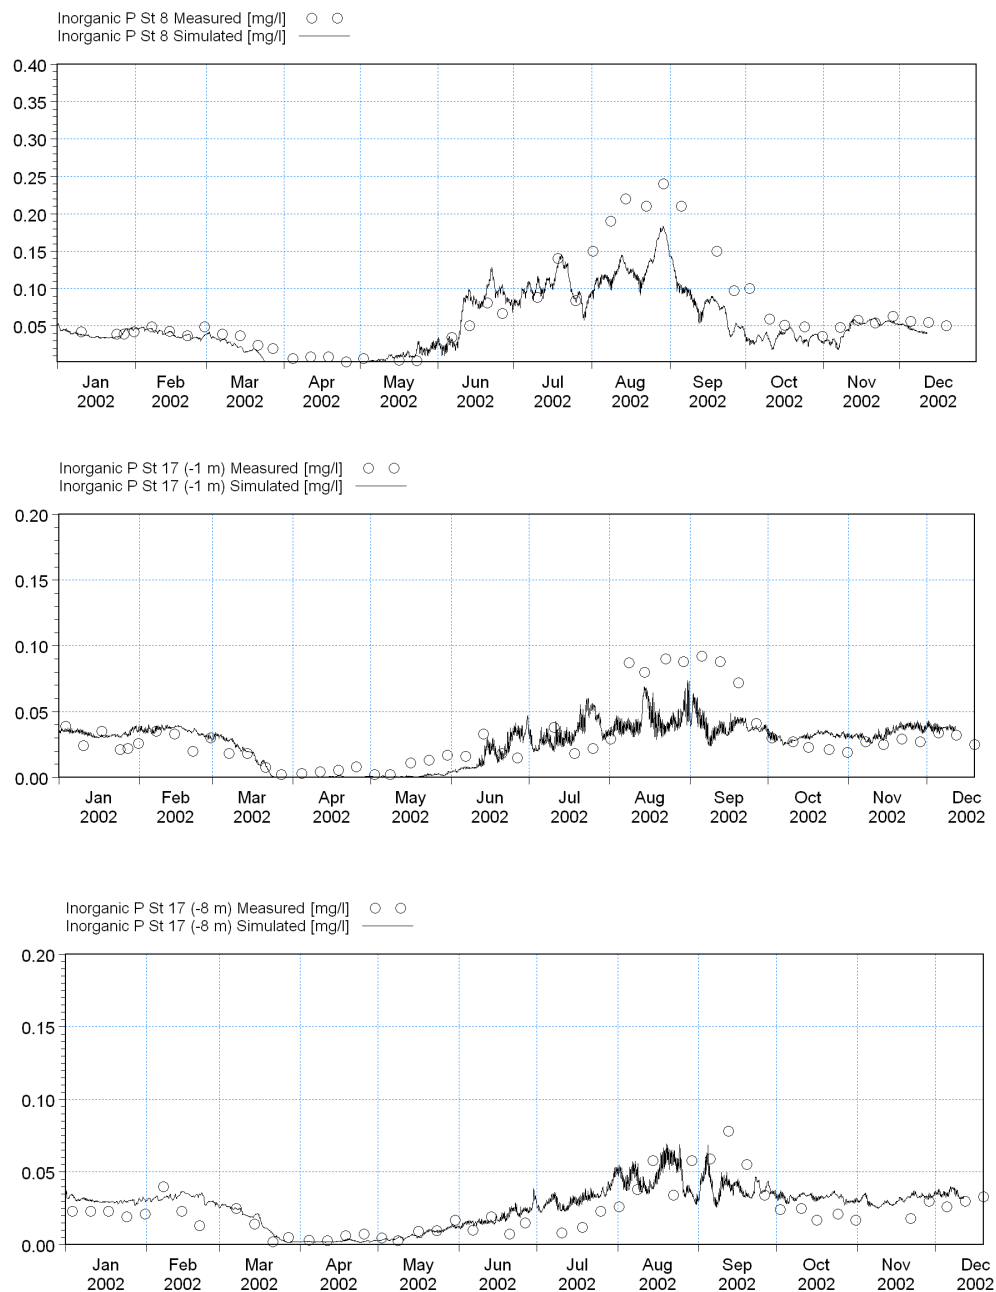 Inorganic P St 8 Measured [mg/l]
Inorganic P St 8 Simulated [mg/l]
0.40
0.35
0.30
0.25
0.20
0.15
0.10
0.05
Jan Feb Mar Apr May Jun Jul Aug Sep Oct Nov Dec
2002 2002 2002 2002 2002 2002 2002 2002 2002 2002 2002 2002
Inorganic P St 17 (-1 m) Measured [mg/l]
Inorganic P St 17 (-1 m) Simulated [mg/l]
0.20
0.15
0.10
0.05
0.00
Jan Feb Mar Apr May Jun Jul Aug Sep Oct Nov Dec
2002 2002 2002 2002 2002 2002 2002 2002 2002 2002 2002 2002
Inorganic P St 17 (-8 m) Measured [mg/l]
Inorganic P St 17 (-8 m) Simulated [mg/l]
0.20
0.15
0.10
0.05
0.00
Jan Feb Mar Apr May Jun Jul Aug Sep Oct Nov Dec
2002 2002 2002 2002 2002 2002 2002 2002 2002 2002 2002 2002